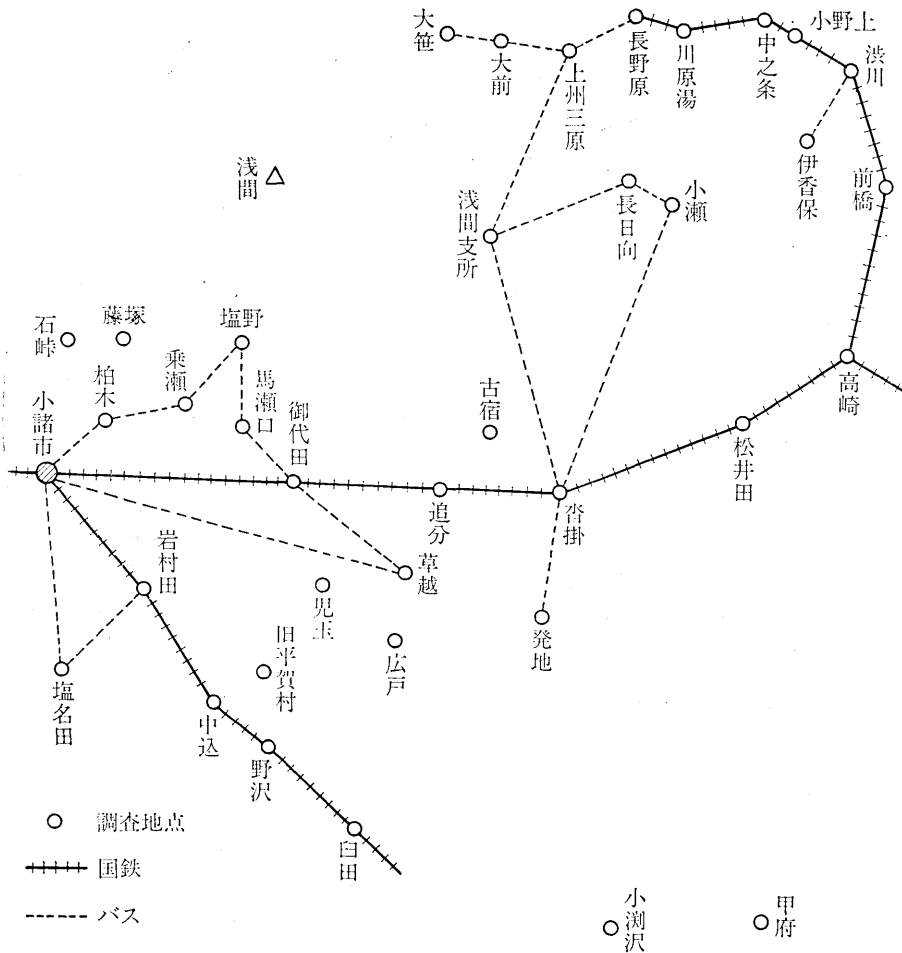 大笹
大前
上州三原
長野原
川原湯
中之条
小野上
渋川
伊香保
前橋
浅間
浅間支所
長日向
小瀬
石峠
藤塚
塩野
柏木
乗瀬
馬瀬口
御代田
古宿
高崎
小諸市
松井田
追分
沓掛
岩村田
草越
児玉
発地
旧平賀村
広戸
塩名田
中込
野沢
臼田
調査地点
国鉄
バス
小渕沢
甲府